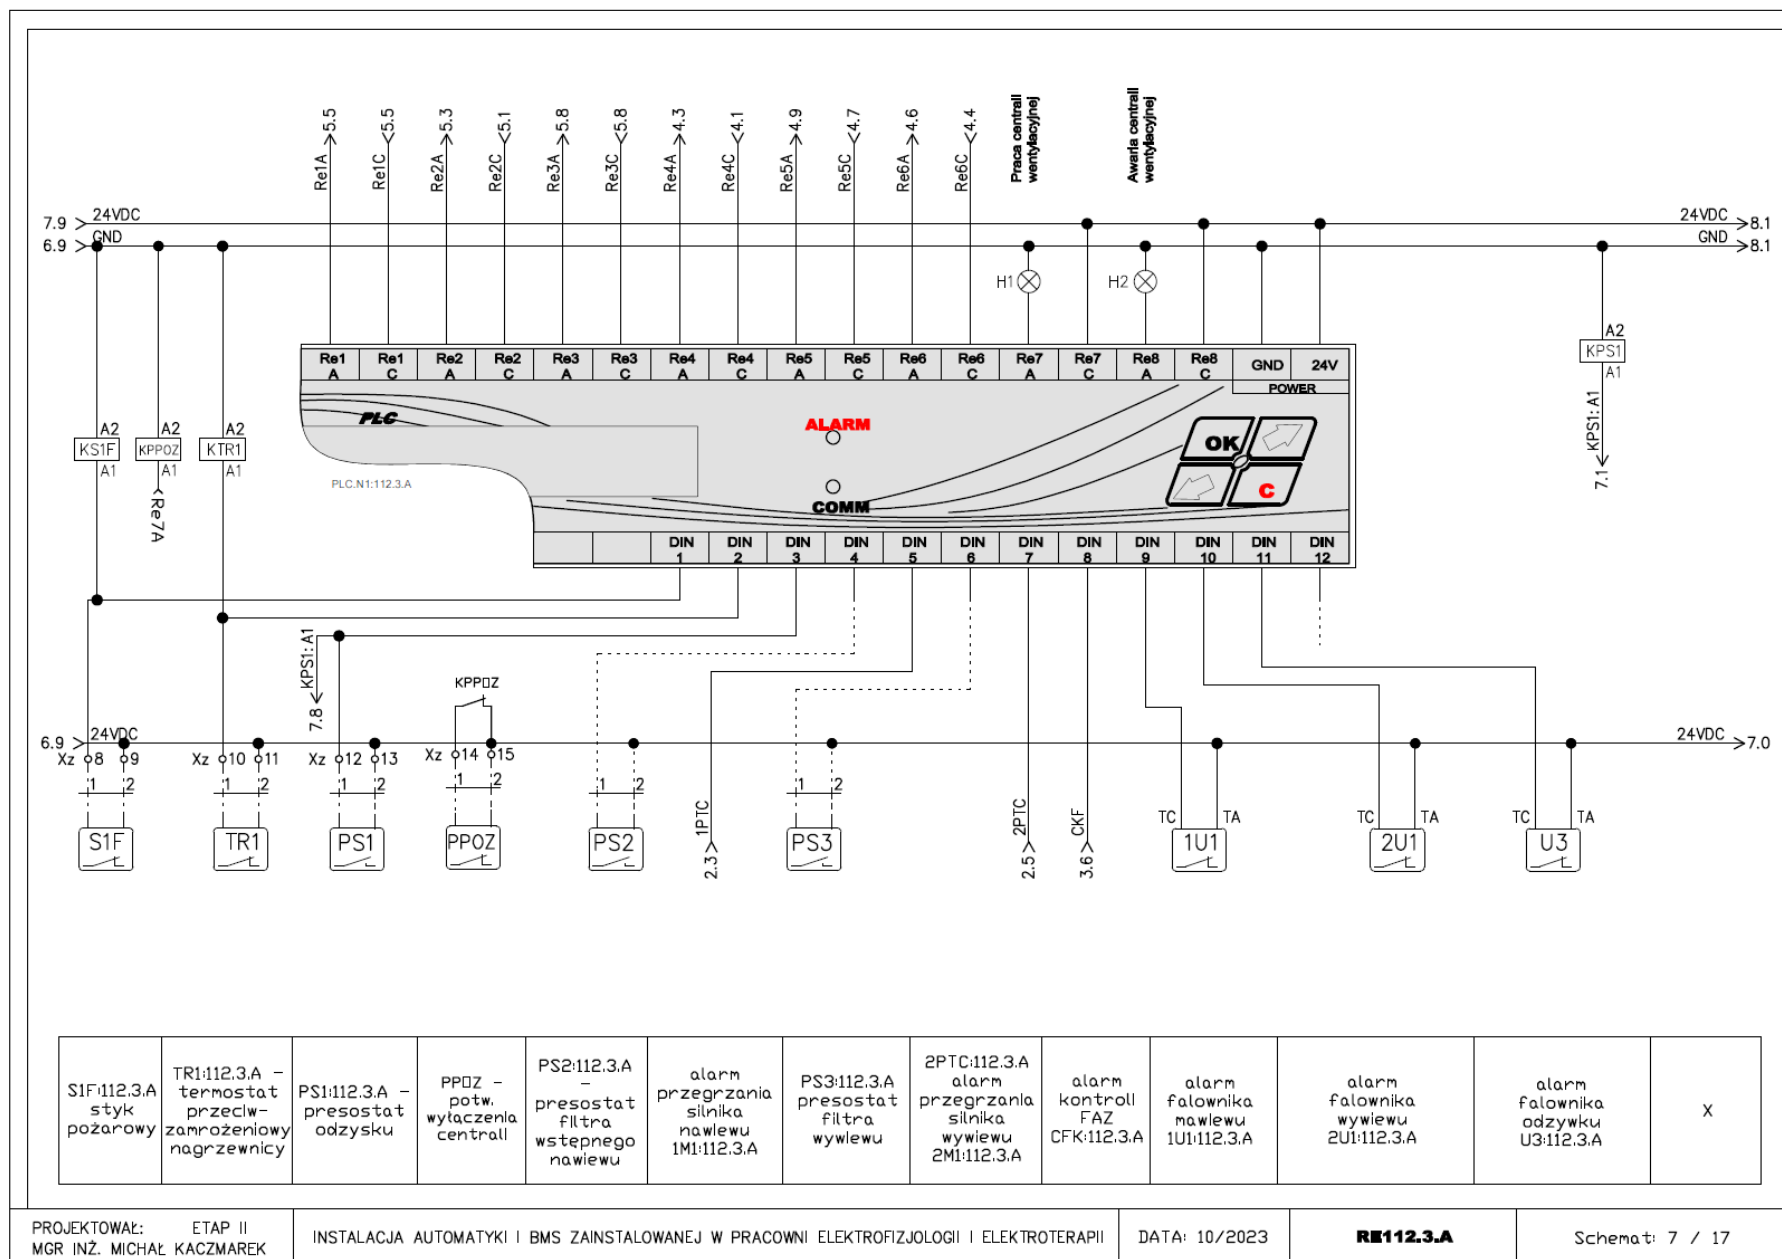 Re1A 5.5
Re1C 5.5
Re2A 5.3
Re2C 5.1
Re3A 5.8
Re3C 5.8
Re4A 4.3
Re4C 4.1
Re5A 4.9
Re5C 4.7
Re6A 4.6
Re6C 4.4
Praca centrali
wentylacyjnej
Awaria centrali
wentylacyjnej
7.9 24VDC 24VDC 8.1
6.9 GND GND 8.1
H1 H2
A2
KPS1
A1
KPS1:A1
7.1
Re1 A
Re1 C
Re2 A
Re2 C
Re3 A
Re3 C
Re4 A
Re4 C
Re5 A
Re5 C
Re6 A
Re6 C
Re7 A
Re7 C
Re8 A
Re8 C
GND 24V
POWER
PLC
ALARM
OK
C
COMM
PLC.N1:112.3.A
A2 A2 A2
KS1F KPPOZ KTR1
A1 A1 A1
Re7A
DIN 1
DIN 2
DIN 3
DIN 4
DIN 5
DIN 6
DIN 7
DIN 8
DIN 9
DIN 10
DIN 11
DIN 12
KPS1:A1
7.8
KPPOZ
6.9 24VDC 24VDC 7.0
Xz 8 9 Xz 10 11 Xz 12 13 Xz 14 15
1 2 1 2 1 2 1 2 1 2 1 2
1PTC
2.3
2PTC
2.5
CKF
3.6
TC TA TC TA TC TA
S1F TR1 PS1 PPOZ PS2 PS3 1U1 2U1 U3
S1F:112.3.A
styk
pożarowy
TR1:112.3.A –
termostat
przeciw–
zamrożeniowy
nagrzewnicy
PS1:112.3.A –
presostat
odzysku
PPOZ –
potw.
wyłączenia
centrali
PS2:112.3.A
–
presostat
filtra
wstępnego
nawiewu
alarm
przegrzania
silnika
nawiewu
1M1:112.3.A
PS3:112.3.A
presostat
filtra
wywiewu
2PTC:112.3.A
alarm
przegrzania
silnika
wywiewu
2M1:112.3.A
alarm
kontroli
FAZ
CFK:112.3.A
alarm
falownika
mawiewu
1U1:112.3.A
alarm
falownika
wywiewu
2U1:112.3.A
alarm
falownika
odzywku
U3:112.3.A
X
PROJEKTOWAŁ: ETAP II
MGR INŻ. MICHAŁ KACZMAREK
INSTALACJA AUTOMATYKI I BMS ZAINSTALOWANEJ W PRACOWNI ELEKTROFIZJOLOGII I ELEKTROTERAPII
DATA: 10/2023
RE112.3.A
Schemat: 7 / 17